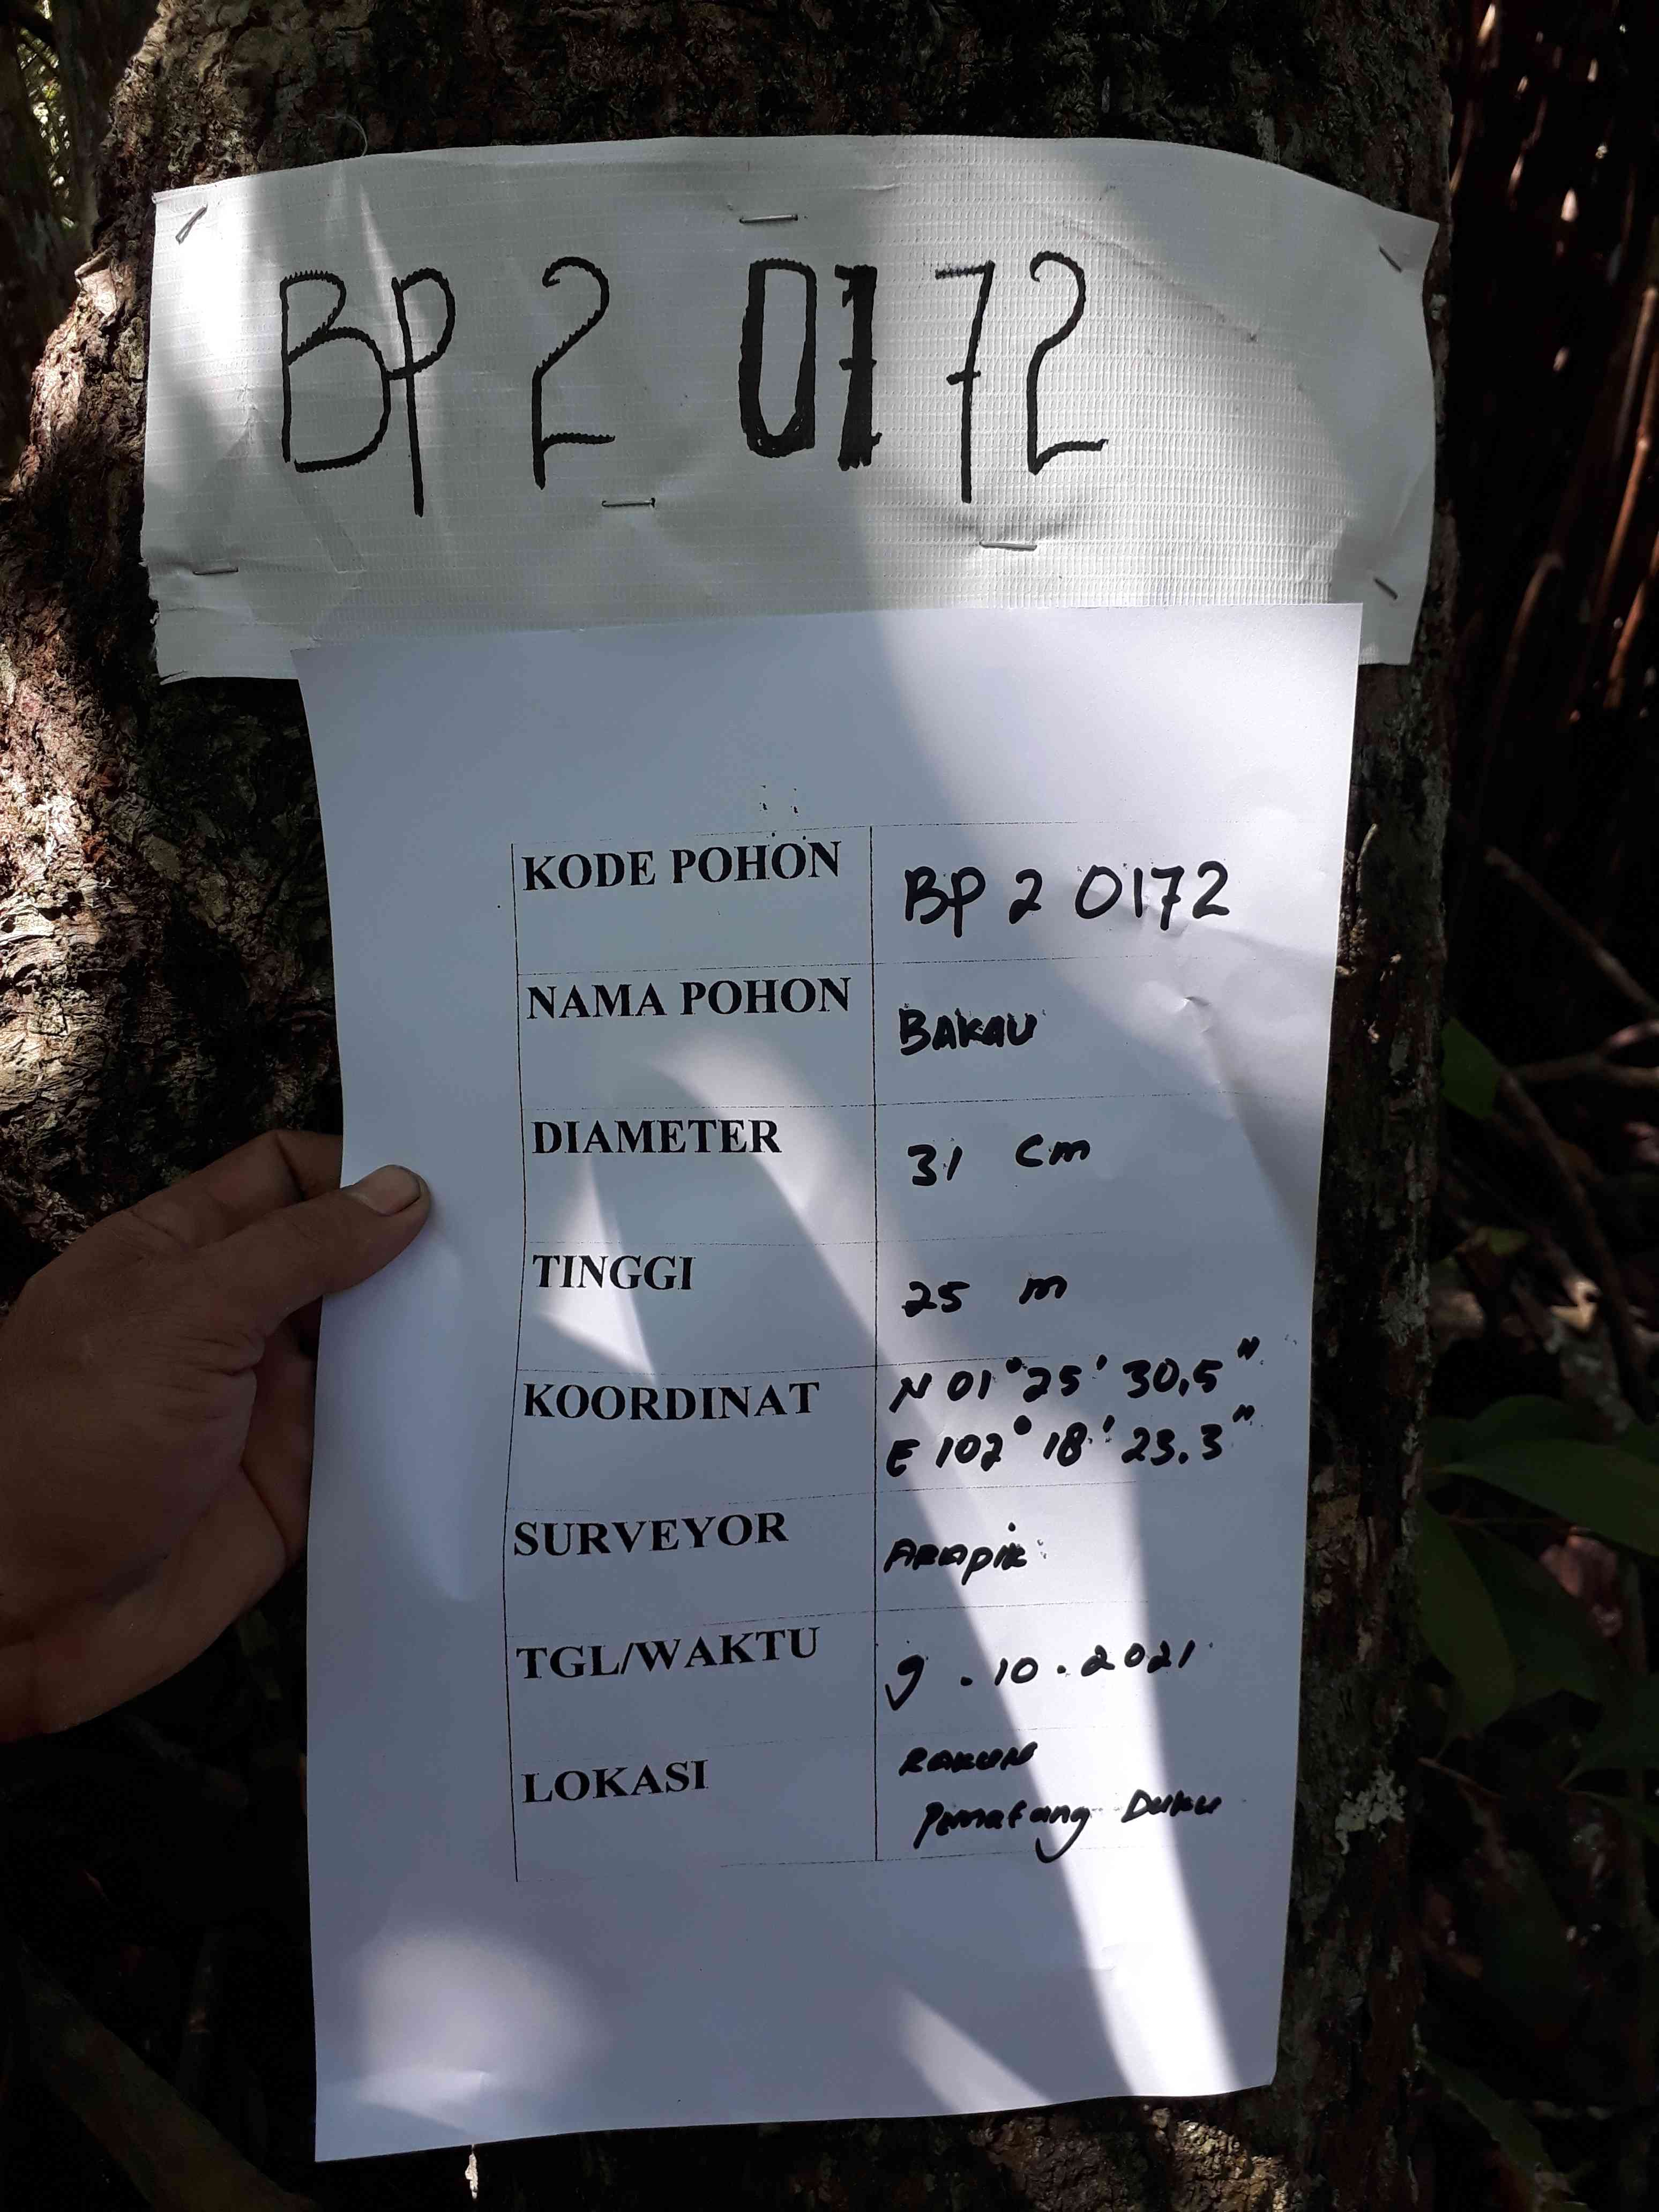 BP 2 0172
KODE POHON BP 2 0172
NAMA POHON BAKAU
DIAMETER 31 cm
TINGGI 25 m
KOORDINAT N 01° 25' 30,5"
E 102° 18' 23.3"
SURVEYOR ARAPIK
TGL/WAKTU 9.10.2021
LOKASI
Pematang Duku